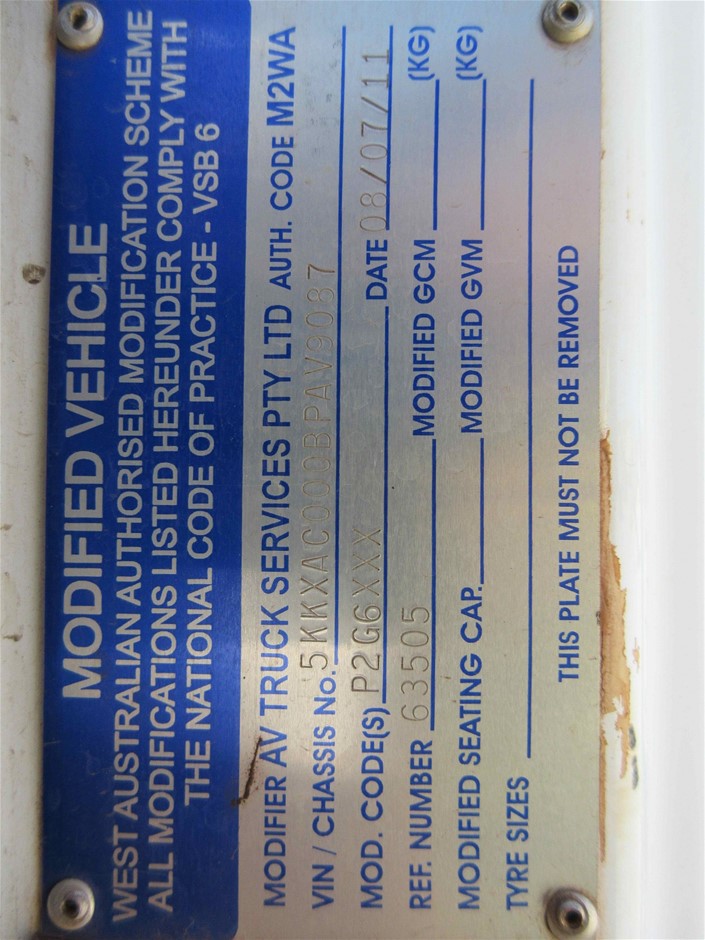 MODIFIED VEHICLE
WEST AUSTRALIAN AUTHORISED MODIFICATION SCHEME
ALL MODIFICATIONS LISTED HEREUNDER COMPLY WITH
THE NATIONAL CODE OF PRACTICE - VSB 6
MODIFIER AV TRUCK SERVICES PTY LTD AUTH. CODE M2WA
VIN / CHASSIS No. 5KKXAC000BPAV9087
MOD. CODE(S) P2G6XXX DATE 08/07/11
REF. NUMBER 63505 MODIFIED GCM (KG)
MODIFIED SEATING CAP. MODIFIED GVM (KG)
TYRE SIZES
THIS PLATE MUST NOT BE REMOVED